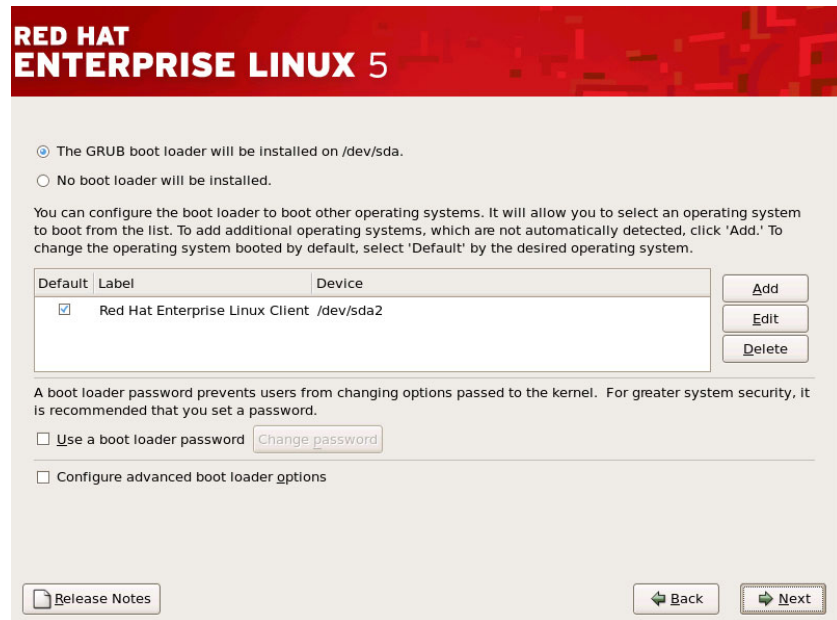 RED HAT
ENTERPRISE LINUX 5
The GRUB boot loader will be installed on /dev/sda.
No boot loader will be installed.
You can configure the boot loader to boot other operating systems. It will allow you to select an operating system
to boot from the list. To add additional operating systems, which are not automatically detected, click 'Add.' To
change the operating system booted by default, select 'Default' by the desired operating system.
Default Label Device
Red Hat Enterprise Linux Client /dev/sda2
Add
Edit
Delete
A boot loader password prevents users from changing options passed to the kernel. For greater system security, it
is recommended that you set a password.
Use a boot loader password Change password
Configure advanced boot loader options
Release Notes Back Next